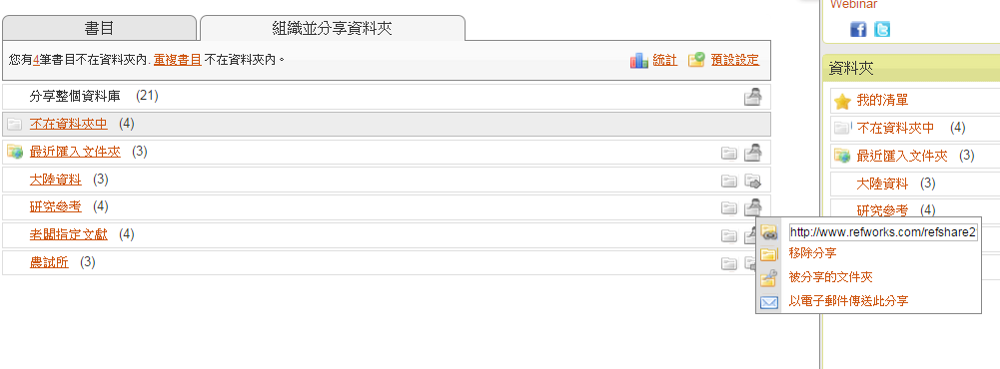 Webinar
書目
組織並分享資料夾
您有4筆書目不在資料夾內. 重複書目 不在資料夾內。
統計
預設設定
分享整個資料庫 (21)
不在資料夾中 (4)
最近匯入文件夾 (3)
大陸資料 (3)
研究參考 (4)
老闆指定文獻 (4)
農試所 (3)
資料夾
我的清單
不在資料夾中 (4)
最近匯入文件夾 (3)
大陸資料 (3)
研究參考 (4)
http://www.refworks.com/refshare2
移除分享
被分享的文件夾
以電子郵件傳送此分享